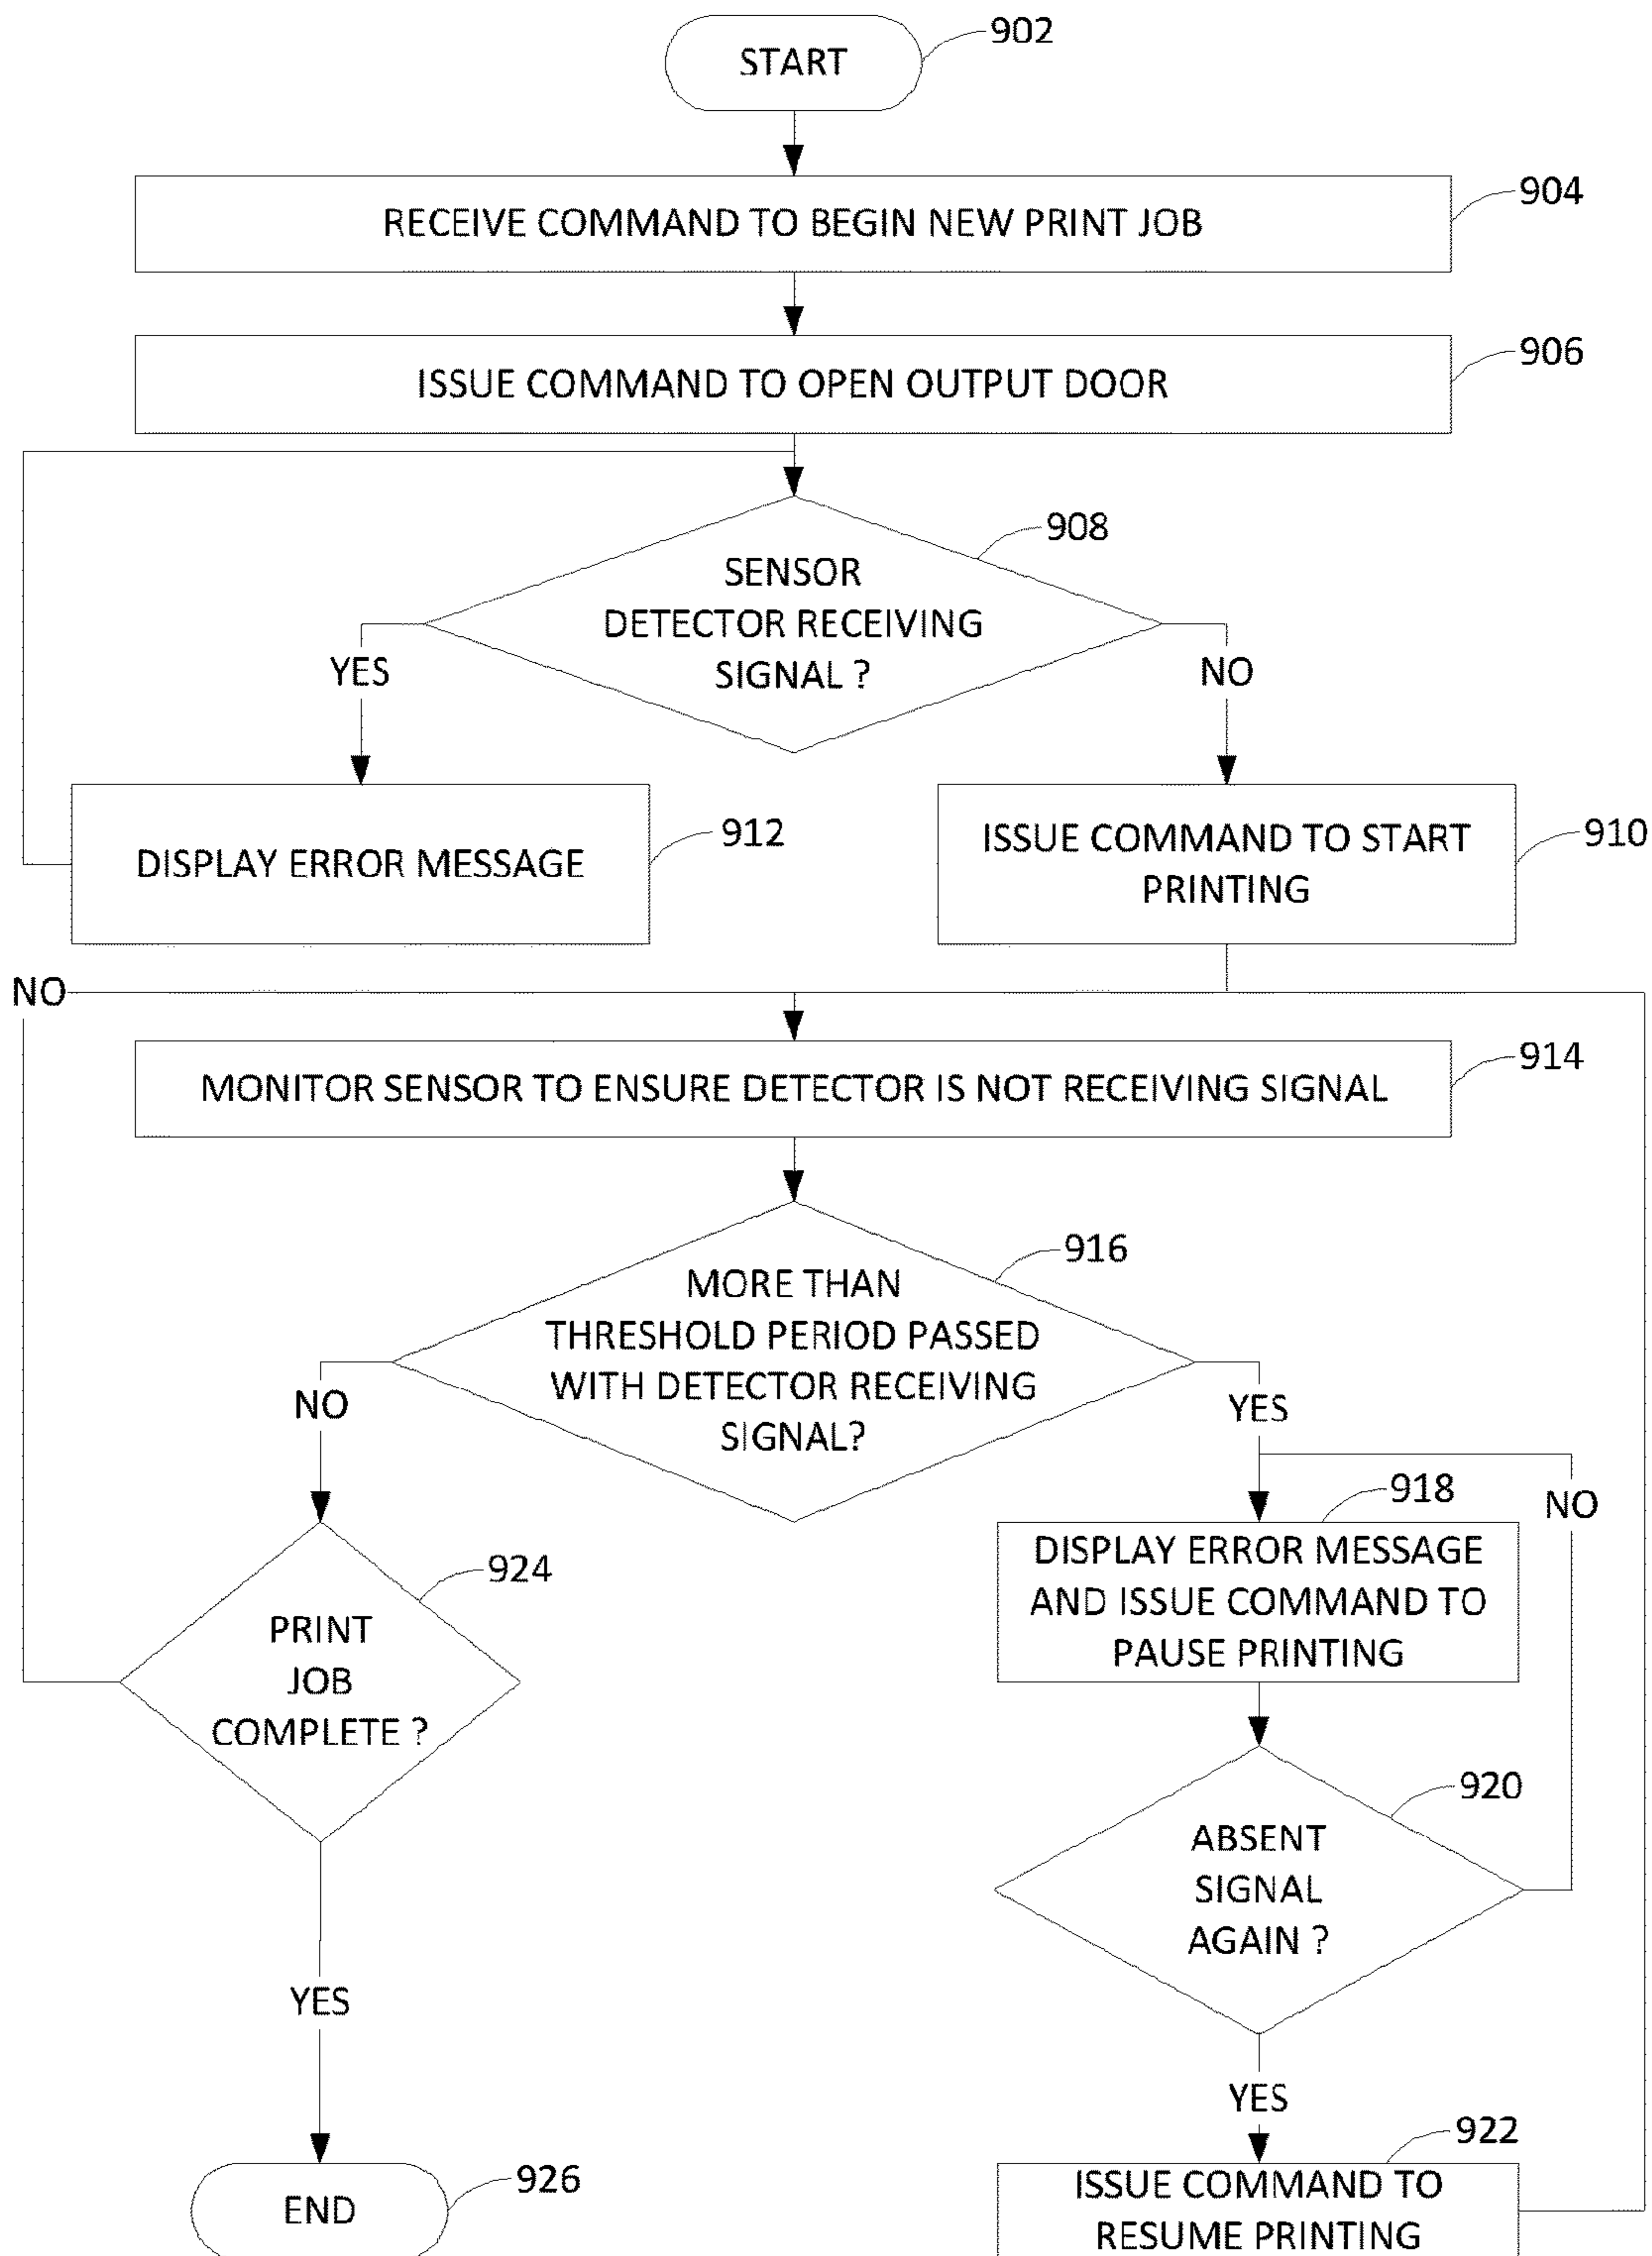 START
902
RECEIVE COMMAND TO BEGIN NEW PRINT JOB
904
ISSUE COMMAND TO OPEN OUTPUT DOOR
906
908
SENSOR
DETECTOR RECEIVING
SIGNAL ?
YES
NO
DISPLAY ERROR MESSAGE
912
ISSUE COMMAND TO START
PRINTING
910
NO
MONITOR SENSOR TO ENSURE DETECTOR IS NOT RECEIVING SIGNAL
914
916
MORE THAN
THRESHOLD PERIOD PASSED
WITH DETECTOR RECEIVING
SIGNAL?
NO
YES
918
NO
DISPLAY ERROR MESSAGE
AND ISSUE COMMAND TO
PAUSE PRINTING
924
PRINT
JOB
COMPLETE ?
920
ABSENT
SIGNAL
AGAIN ?
YES
YES
922
ISSUE COMMAND TO
RESUME PRINTING
END
926